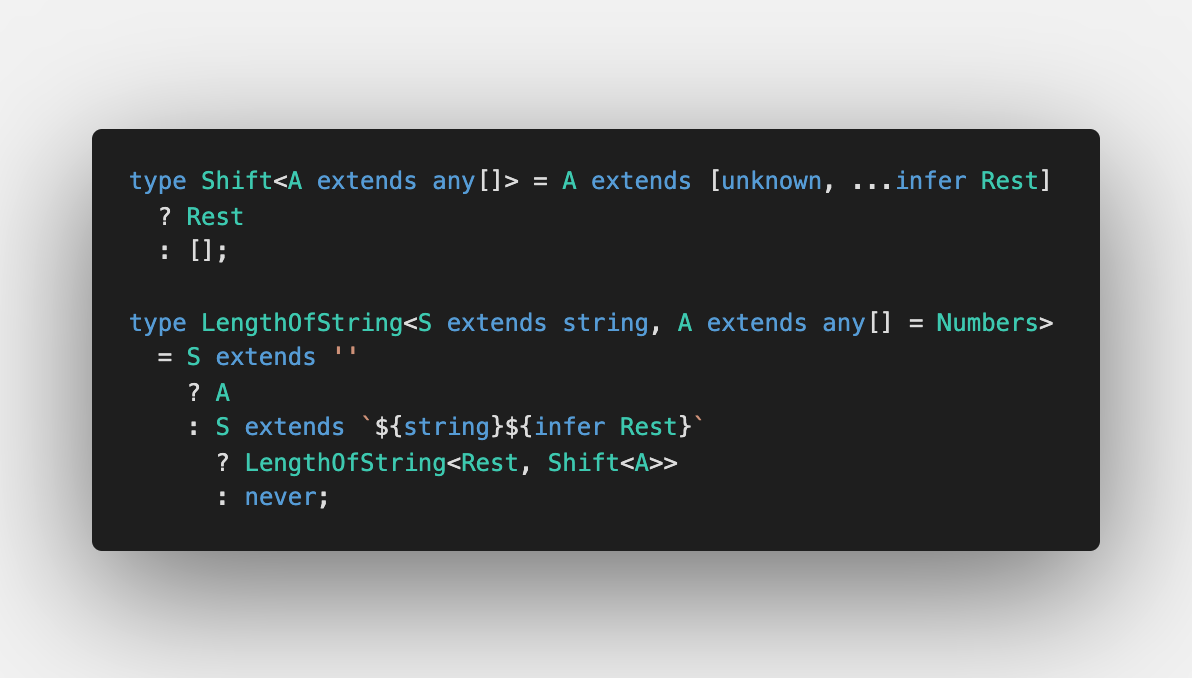 type Shift<A extends any[]> = A extends [unknown, ...infer Rest]
  ? Rest
  : [];

type LengthOfString<S extends string, A extends any[] = Numbers>
  = S extends ''
    ? A
    : S extends `${string}${infer Rest}`
      ? LengthOfString<Rest, Shift<A>>
      : never;